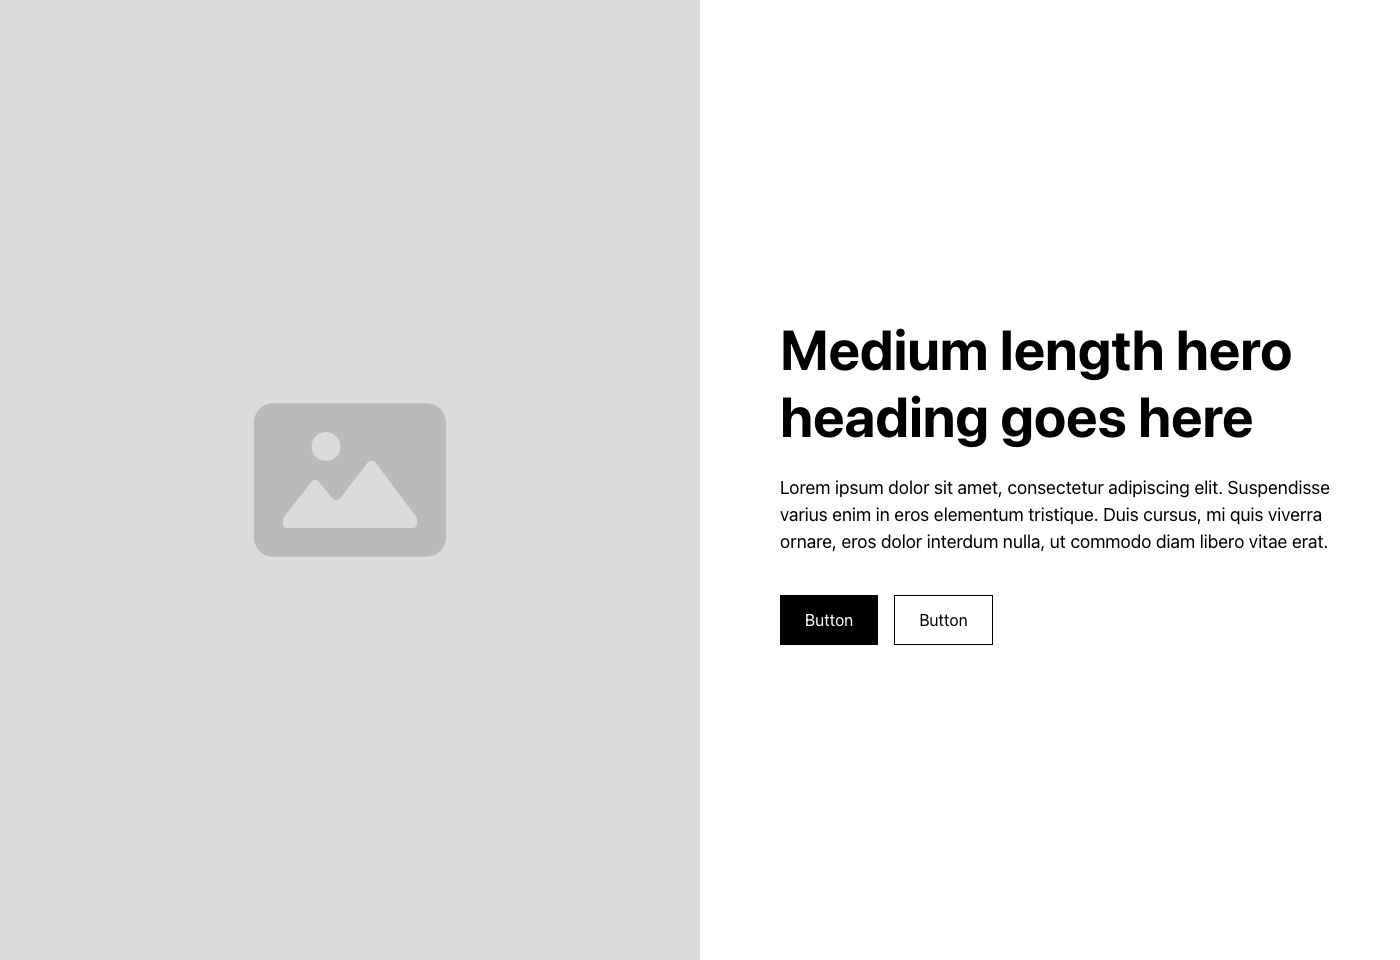 Medium length hero
heading goes here
Lorem ipsum dolor sit amet, consectetur adipiscing elit. Suspendisse
varius enim in eros elementum tristique. Duis cursus, mi quis viverra
ornare, eros dolor interdum nulla, ut commodo diam libero vitae erat.
Button
Button